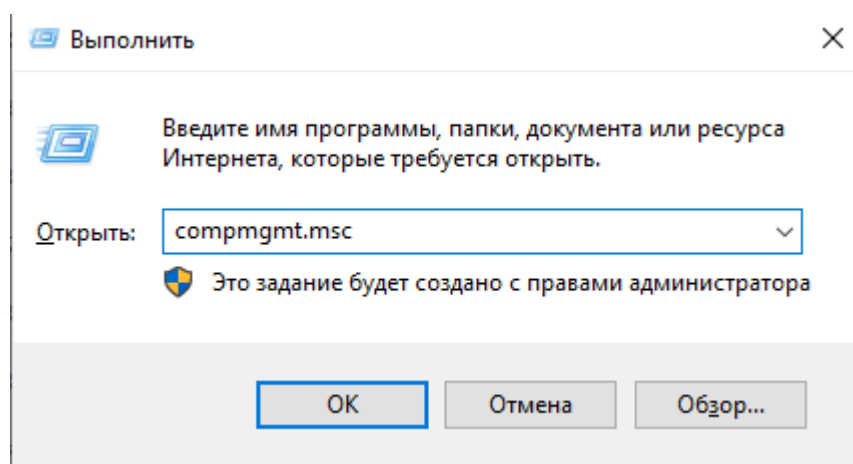 Выполнить
Введите имя программы, папки, документа или ресурса
Интернета, которые требуется открыть.
Открыть: compmgmt.msc
Это задание будет создано с правами администратора
ОК Отмена Обзор...